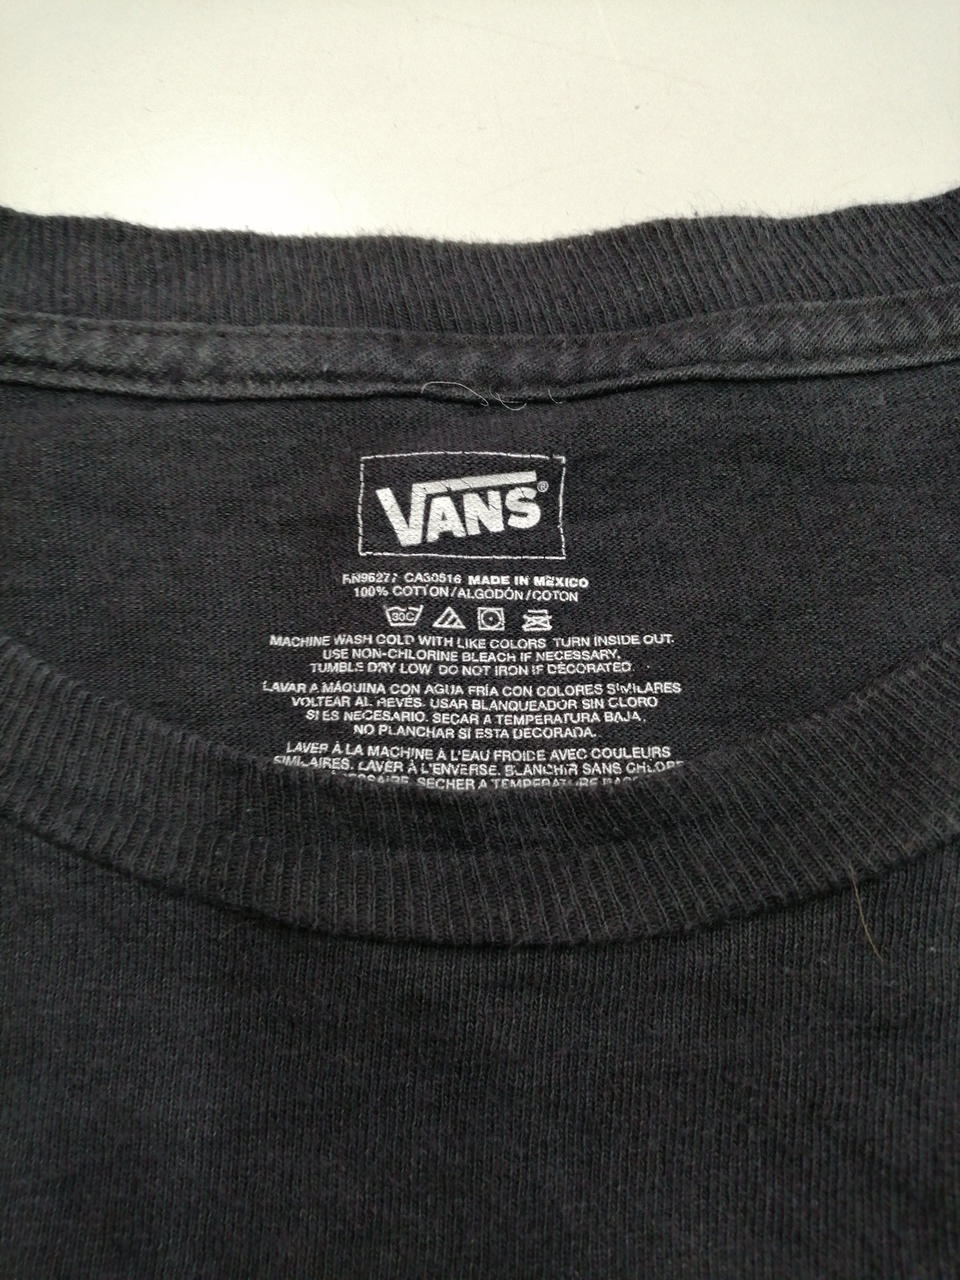 VANS®
RN96277 CA30516 MADE IN MEXICO
100% COTTON/ALGODÓN/COTON
30C
MACHINE WASH COLD WITH LIKE COLORS TURN INSIDE OUT.
USE NON-CHLORINE BLEACH IF NECESSARY.
TUMBLE DRY LOW. DO NOT IRON IF DECORATED.
LAVAR A MÁQUINA CON AGUA FRÍA CON COLORES SIMILARES
VOLTEAR AL REVÉS. USAR BLANQUEADOR SIN CLORO
SI ES NECESARIO. SECAR A TEMPERATURA BAJA.
NO PLANCHAR SI ESTA DECORADA.
LAVER À LA MACHINE À L'EAU FROIDE AVEC COULEURS
SIMILAIRES. LAVER À L'ENVERSE. BLANCHIR SANS CHLORE
SECHER A TEMPERATURE